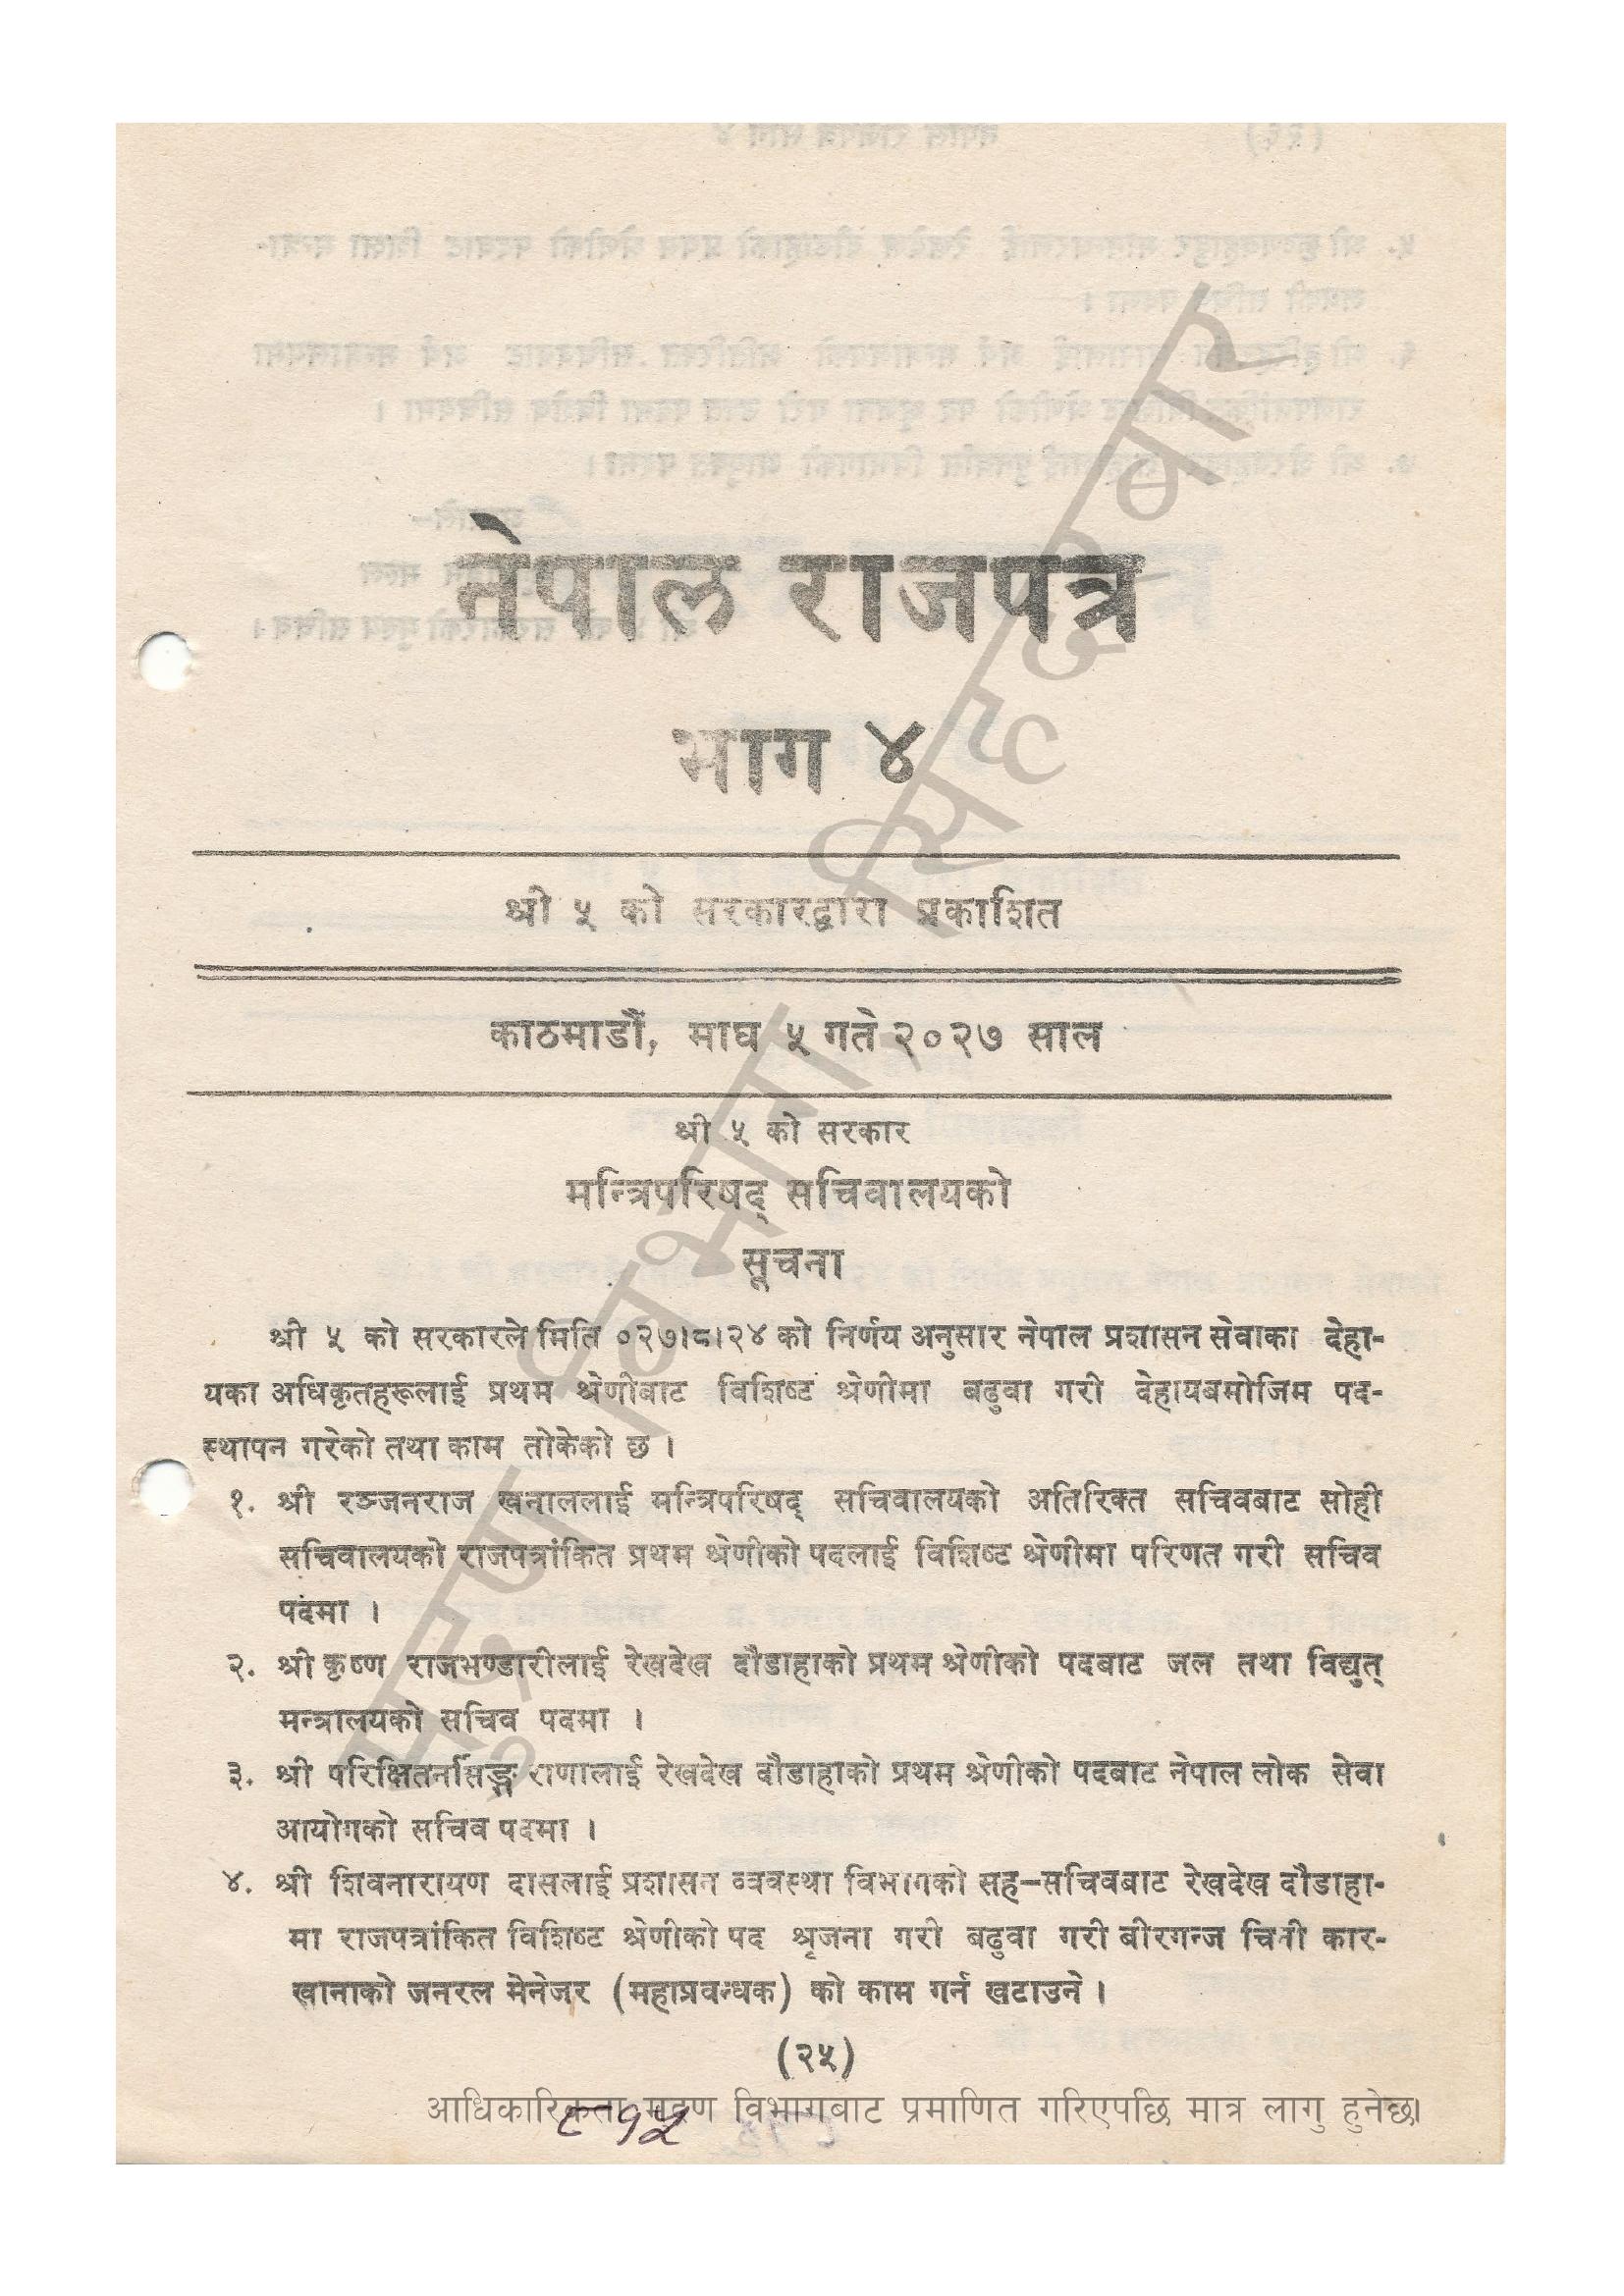 नेपाल राजपत्र
भाग ४
श्री ५ को सरकारद्वारा प्रकाशित
काठमाडौं, माघ ५ गते २०२७ साल
श्री ५ को सरकार
मन्त्रिपरिषद् सचिवालयको
सूचना
श्री ५ को सरकारले मिति ०२७।८।२४ को निर्णय अनुसार नेपाल प्रशासन सेवाका देहा-
यका अधिकृतहरूलाई प्रथम श्रेणीबाट विशिष्ट श्रेणीमा बढुवा गरी देहायबमोजिम पद-
स्थापन गरेको तथा काम तोकेको छ ।
१. श्री रञ्जनराज खनाललाई मन्त्रिपरिषद् सचिवालयको अतिरिक्त सचिवबाट सोही
सचिवालयको राजपत्रांकित प्रथम श्रेणीको पदलाई विशिष्ट श्रेणीमा परिणत गरी सचिव
पदमा ।
२. श्री कृष्ण राजभण्डारीलाई रेखदेख दौडाहाको प्रथम श्रेणीको पदबाट जल तथा विद्युत्
मन्त्रालयको सचिव पदमा ।
३. श्री परिक्षितनरसिङ्ह राणालाई रेखदेख दौडाहाको प्रथम श्रेणीको पदबाट नेपाल लोक सेवा
आयोगको सचिव पदमा ।
४. श्री शिवनारायण दासलाई प्रशासन व्यवस्था विभागको सह-सचिवबाट रेखदेख दौडाहा-
मा राजपत्रांकित विशिष्ट श्रेणीको पद श्रृजना गरी बढुवा गरी बीरगन्ज चिनी कार-
खानाको जनरल मेनेजर (महाप्रवन्धक) को काम गर्न खटाउने ।
(२५)
आधिकारिकता मुद्रण विभागबाट प्रमाणित गरिएपछि मात्र लागु हुनेछ।
मुद्रण विभाग, सिंहदरबार